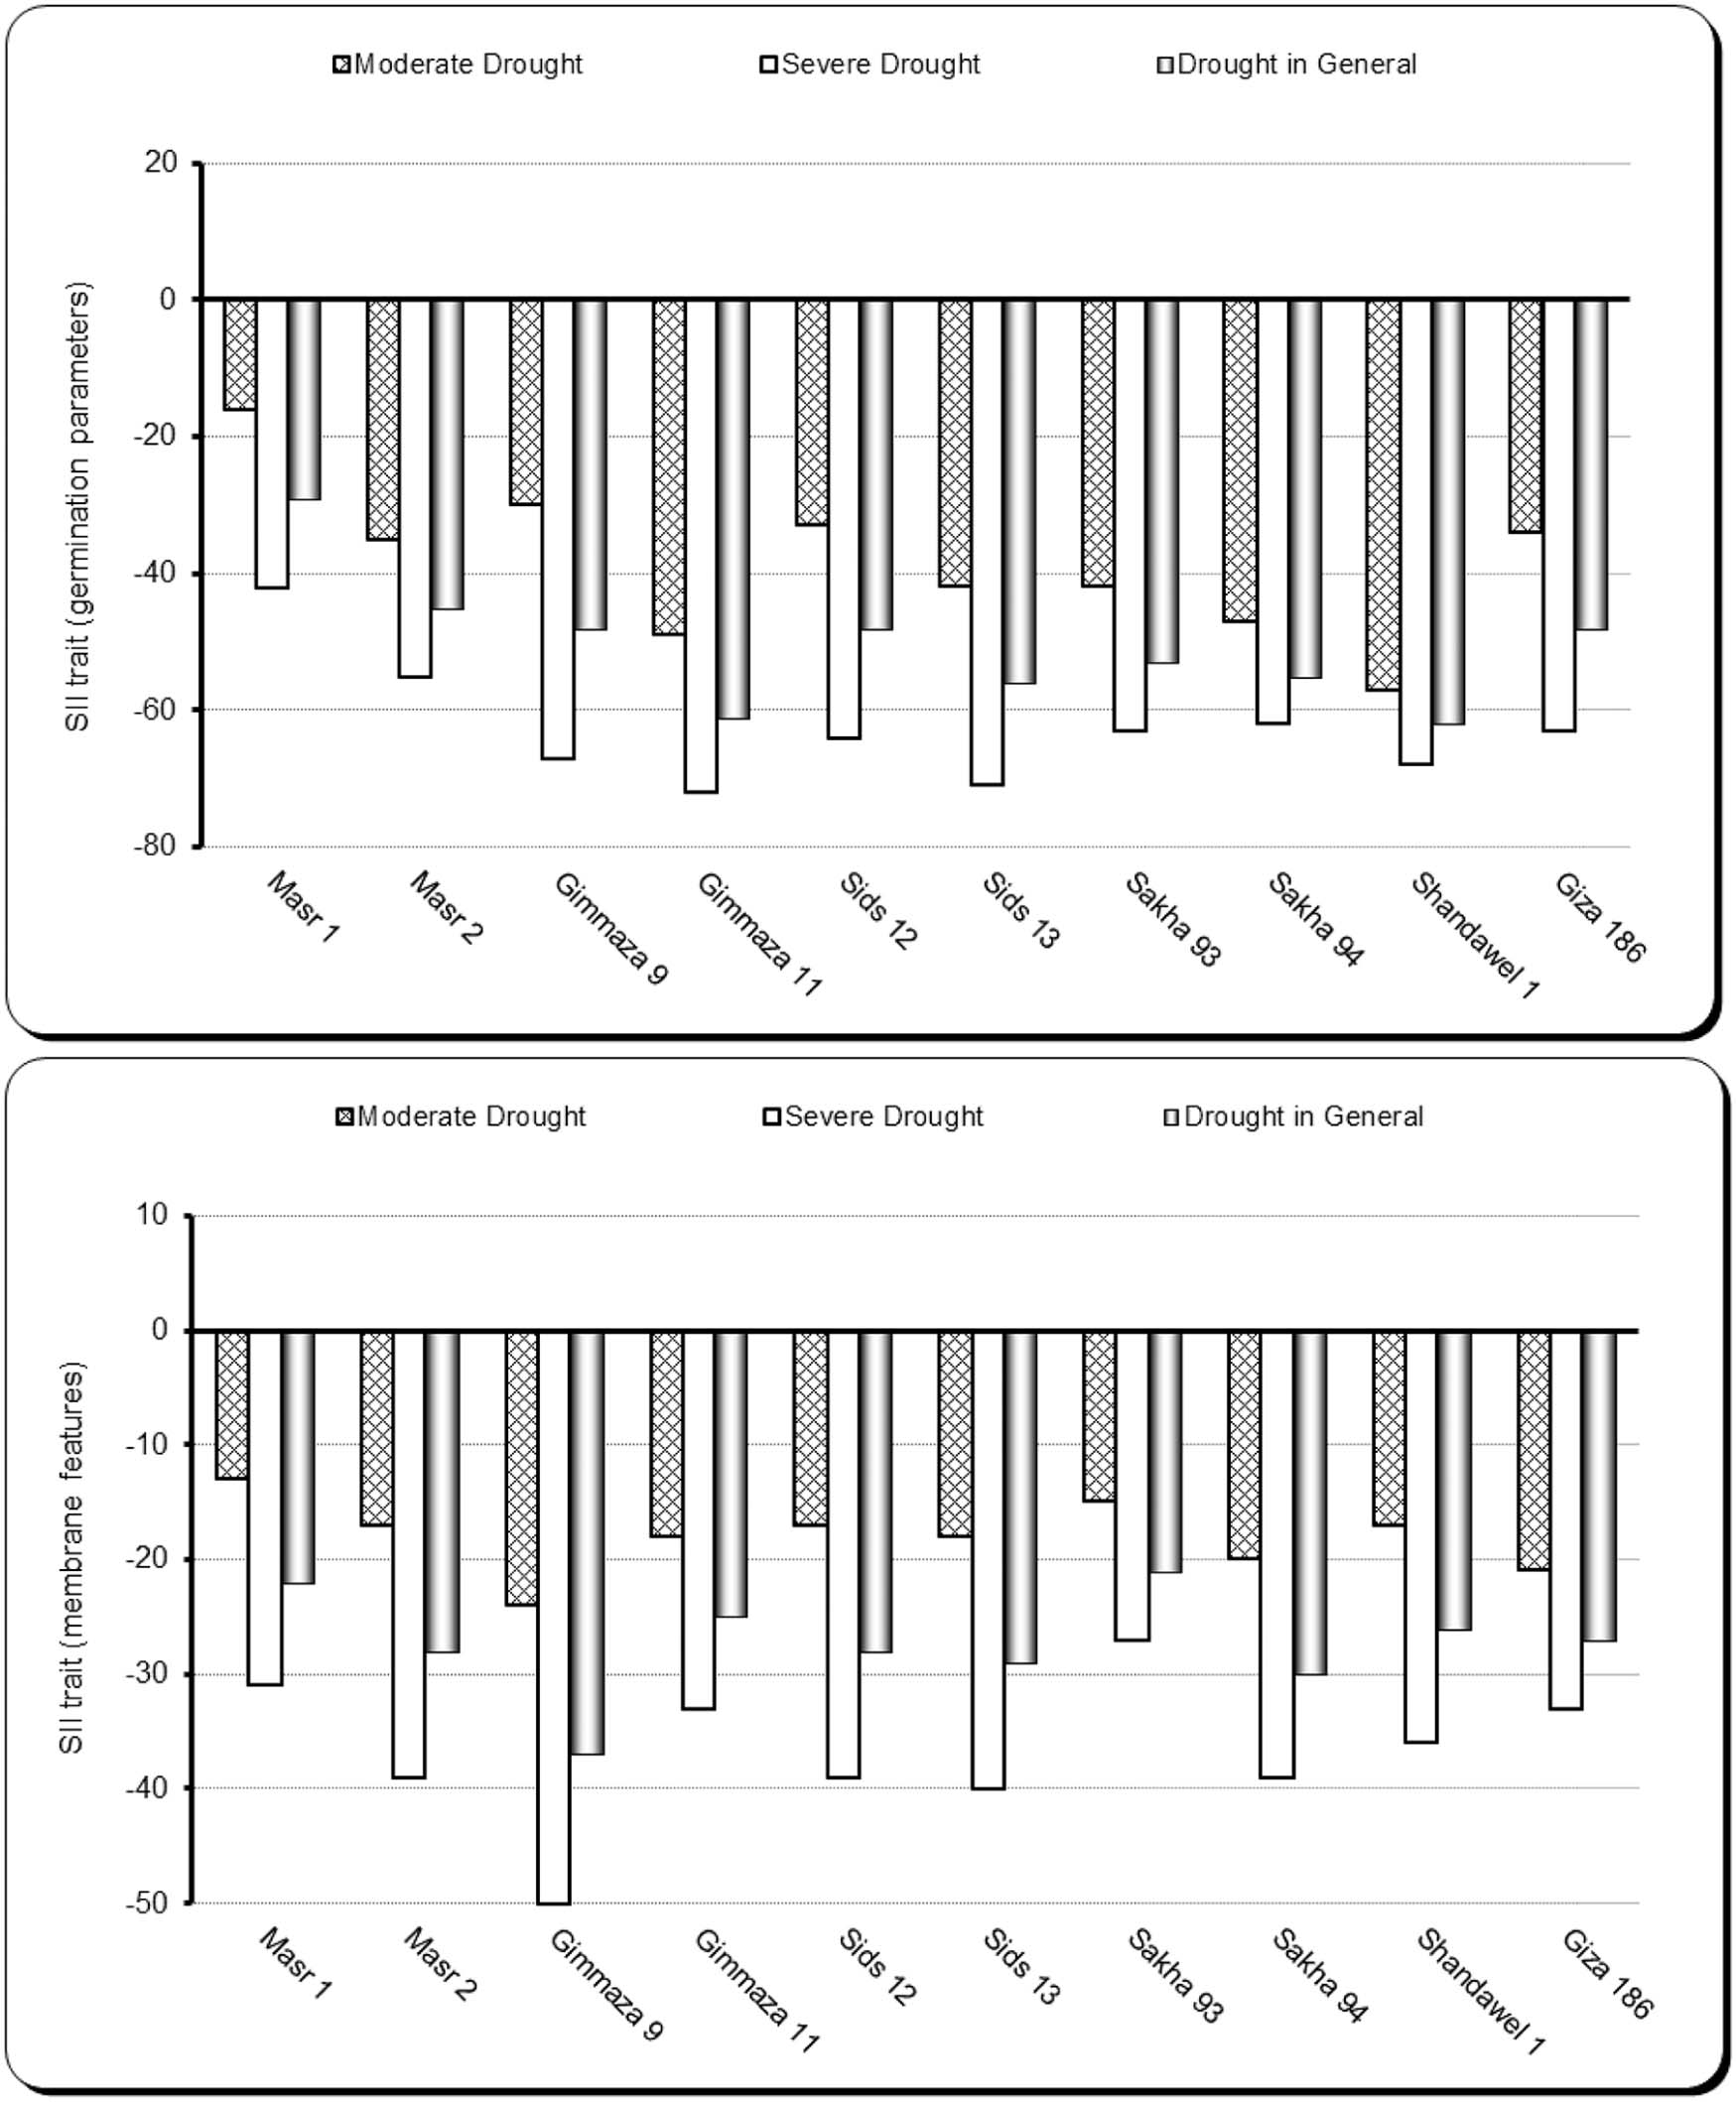 Moderate Drought Severe Drought Drought in General
20
0
-20
-40
-60
-80
SII trait (germination parameters)
Masr 1
Masr 2
Gimmaza 9
Gimmaza 11
Sids 12
Sids 13
Sakha 93
Sakha 94
Shandawel 1
Giza 186
Moderate Drought Severe Drought Drought in General
10
0
-10
-20
-30
-40
-50
SII trait (membrane features)
Masr 1
Masr 2
Gimmaza 9
Gimmaza 11
Sids 12
Sids 13
Sakha 93
Sakha 94
Shandawel 1
Giza 186